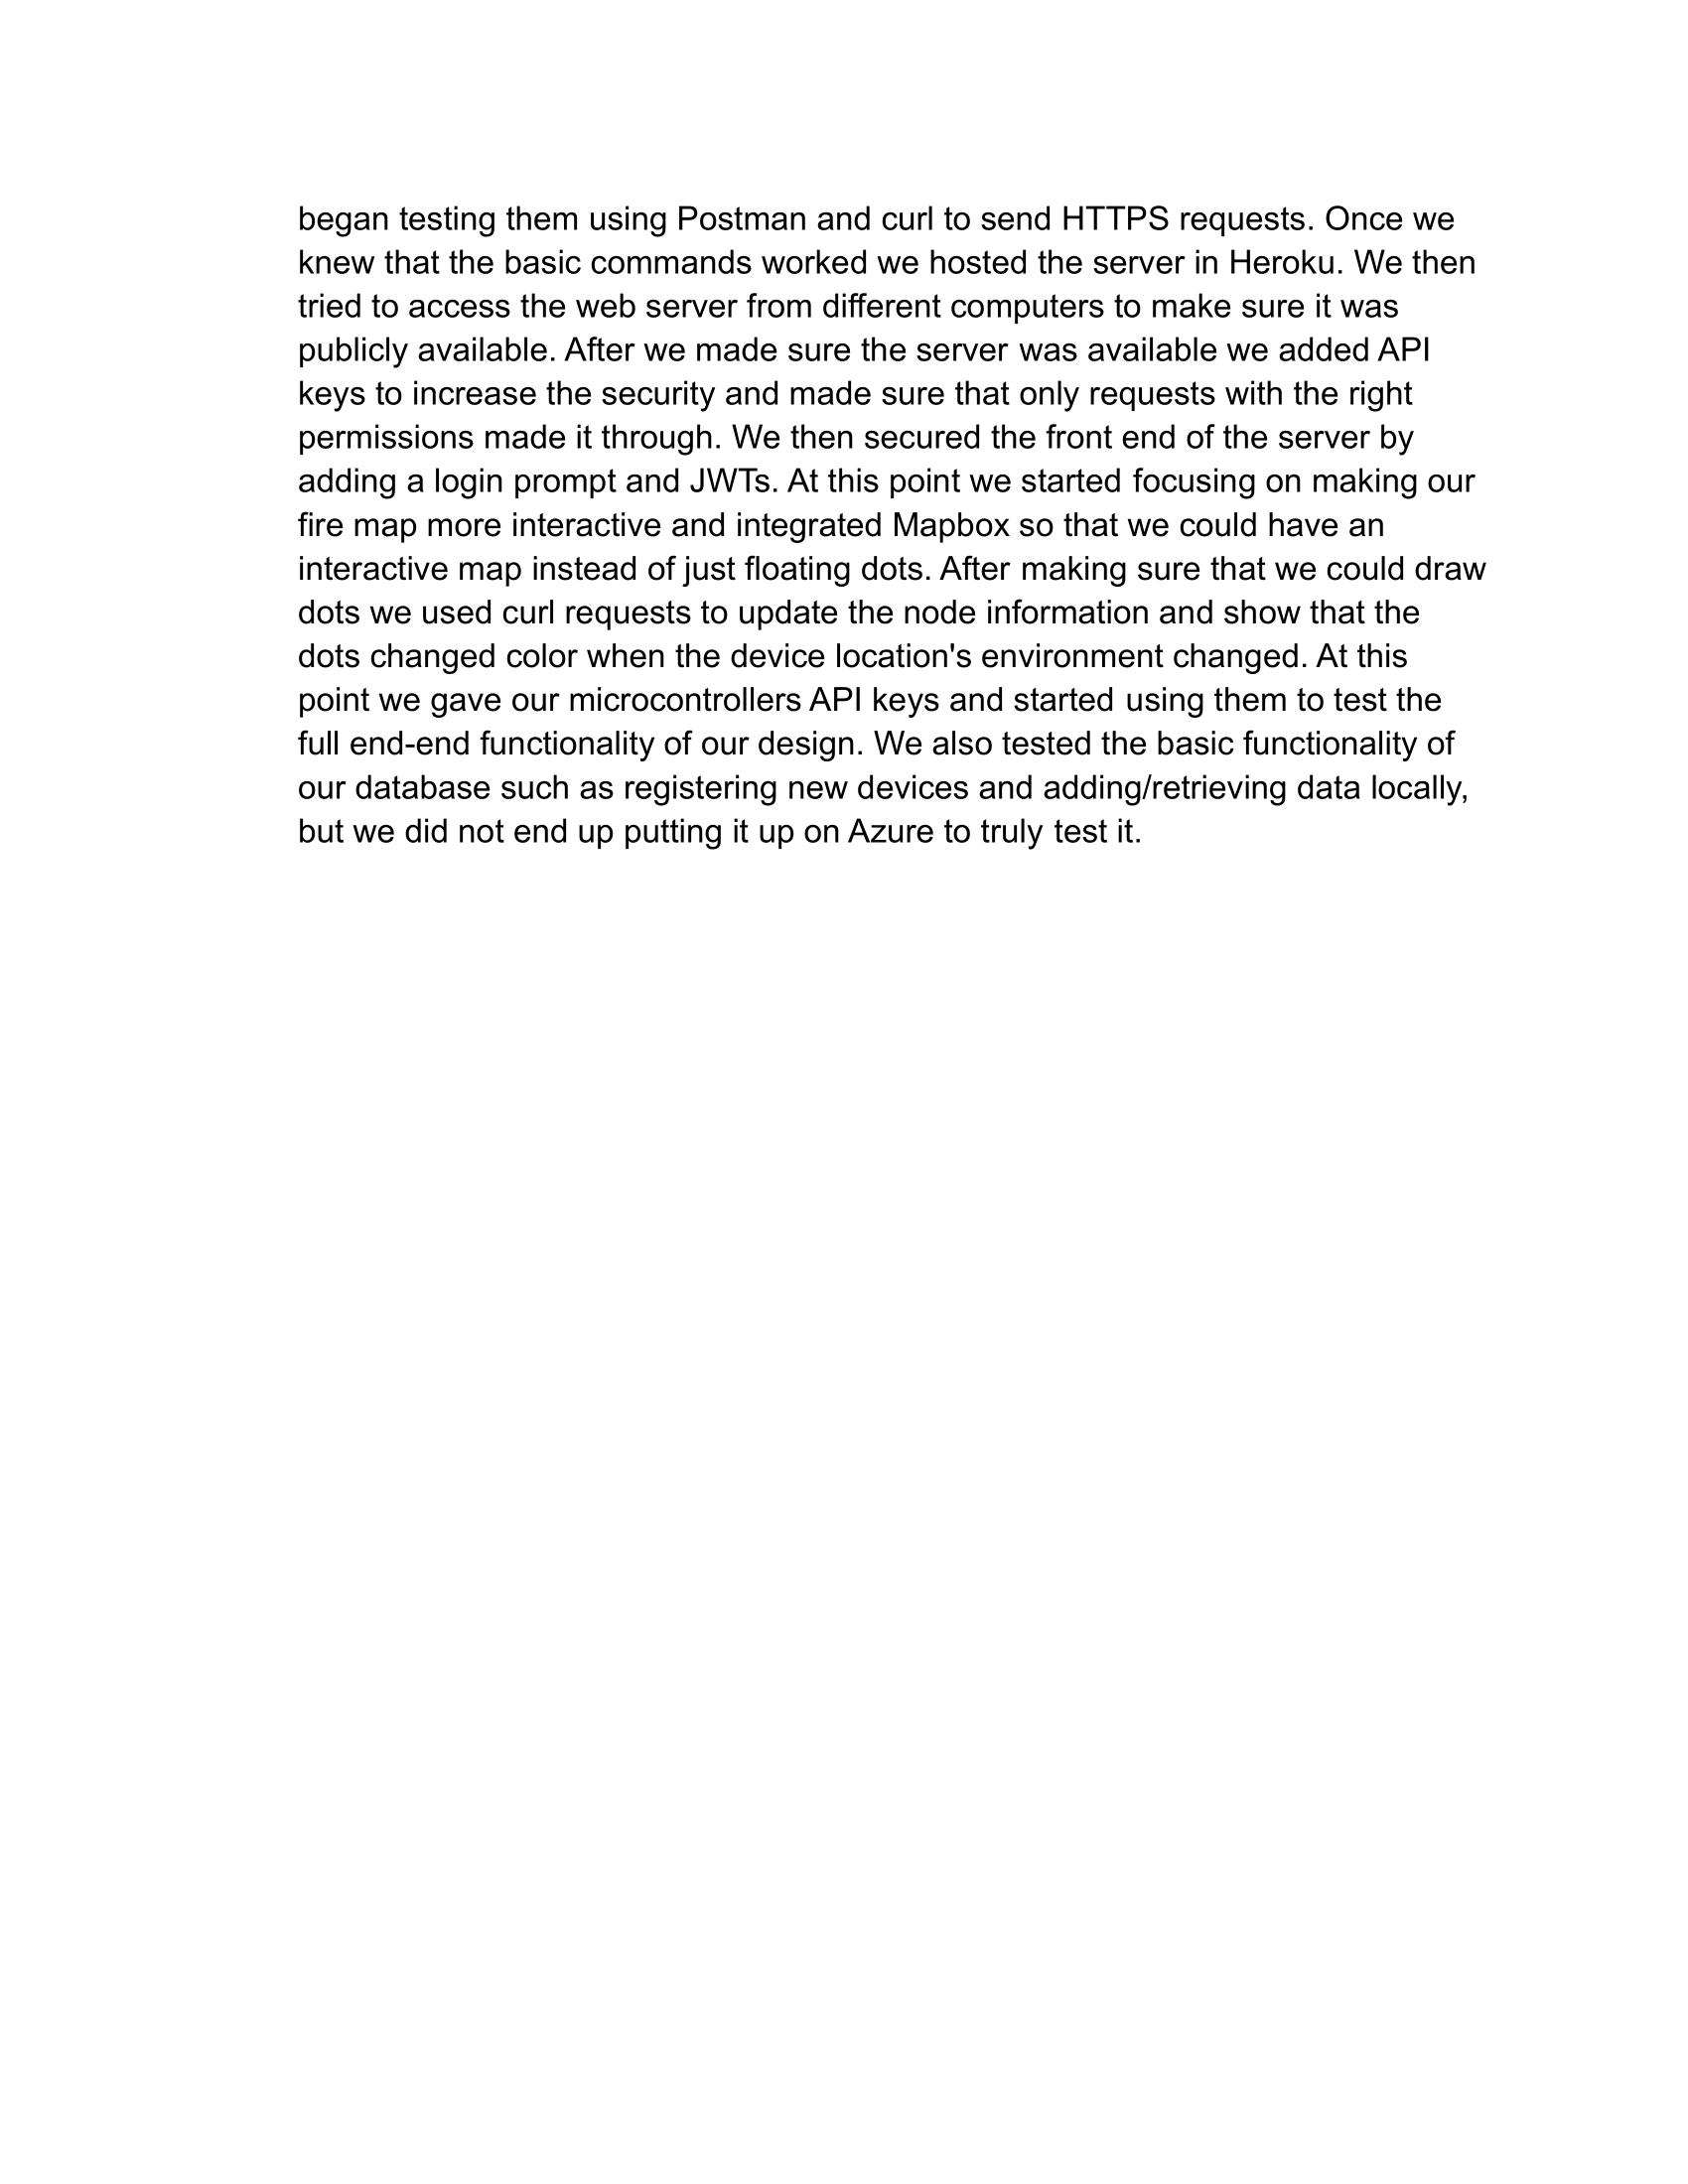 began testing them using Postman and curl to send HTTPS requests. Once we
knew that the basic commands worked we hosted the server in Heroku. We then
tried to access the web server from different computers to make sure it was
publicly available. After we made sure the server was available we added API
keys to increase the security and made sure that only requests with the right
permissions made it through. We then secured the front end of the server by
adding a login prompt and JWTs. At this point we started focusing on making our
fire map more interactive and integrated Mapbox so that we could have an
interactive map instead of just floating dots. After making sure that we could draw
dots we used curl requests to update the node information and show that the
dots changed color when the device location's environment changed. At this
point we gave our microcontrollers API keys and started using them to test the
full end-end functionality of our design. We also tested the basic functionality of
our database such as registering new devices and adding/retrieving data locally,
but we did not end up putting it up on Azure to truly test it.